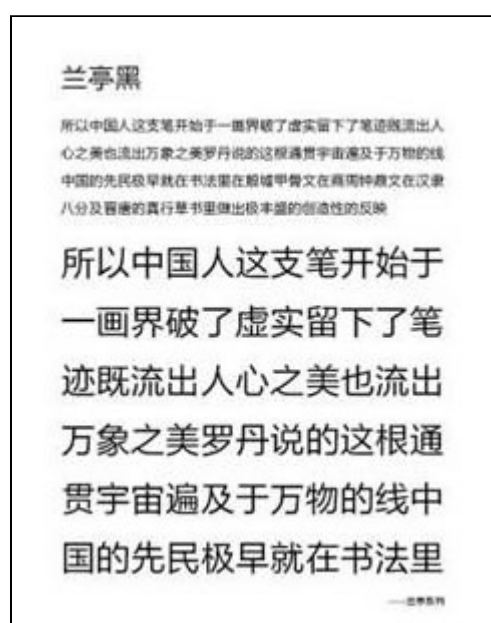 兰亭黑
所以中国人这支笔开始于一画界破了虚实留下了笔迹既流出人
心之美也流出万象之美罗丹说的这根通贯宇宙遍及于万物的线
中国的先民极早就在书法里在殷墟甲骨文在商周钟鼎文在汉隶
八分及晋唐的真行草书里做出极丰盛的创造性的反映
所以中国人这支笔开始于
一画界破了虚实留下了笔
迹既流出人心之美也流出
万象之美罗丹说的这根通
贯宇宙遍及于万物的线中
国的先民极早就在书法里
——兰亭系列